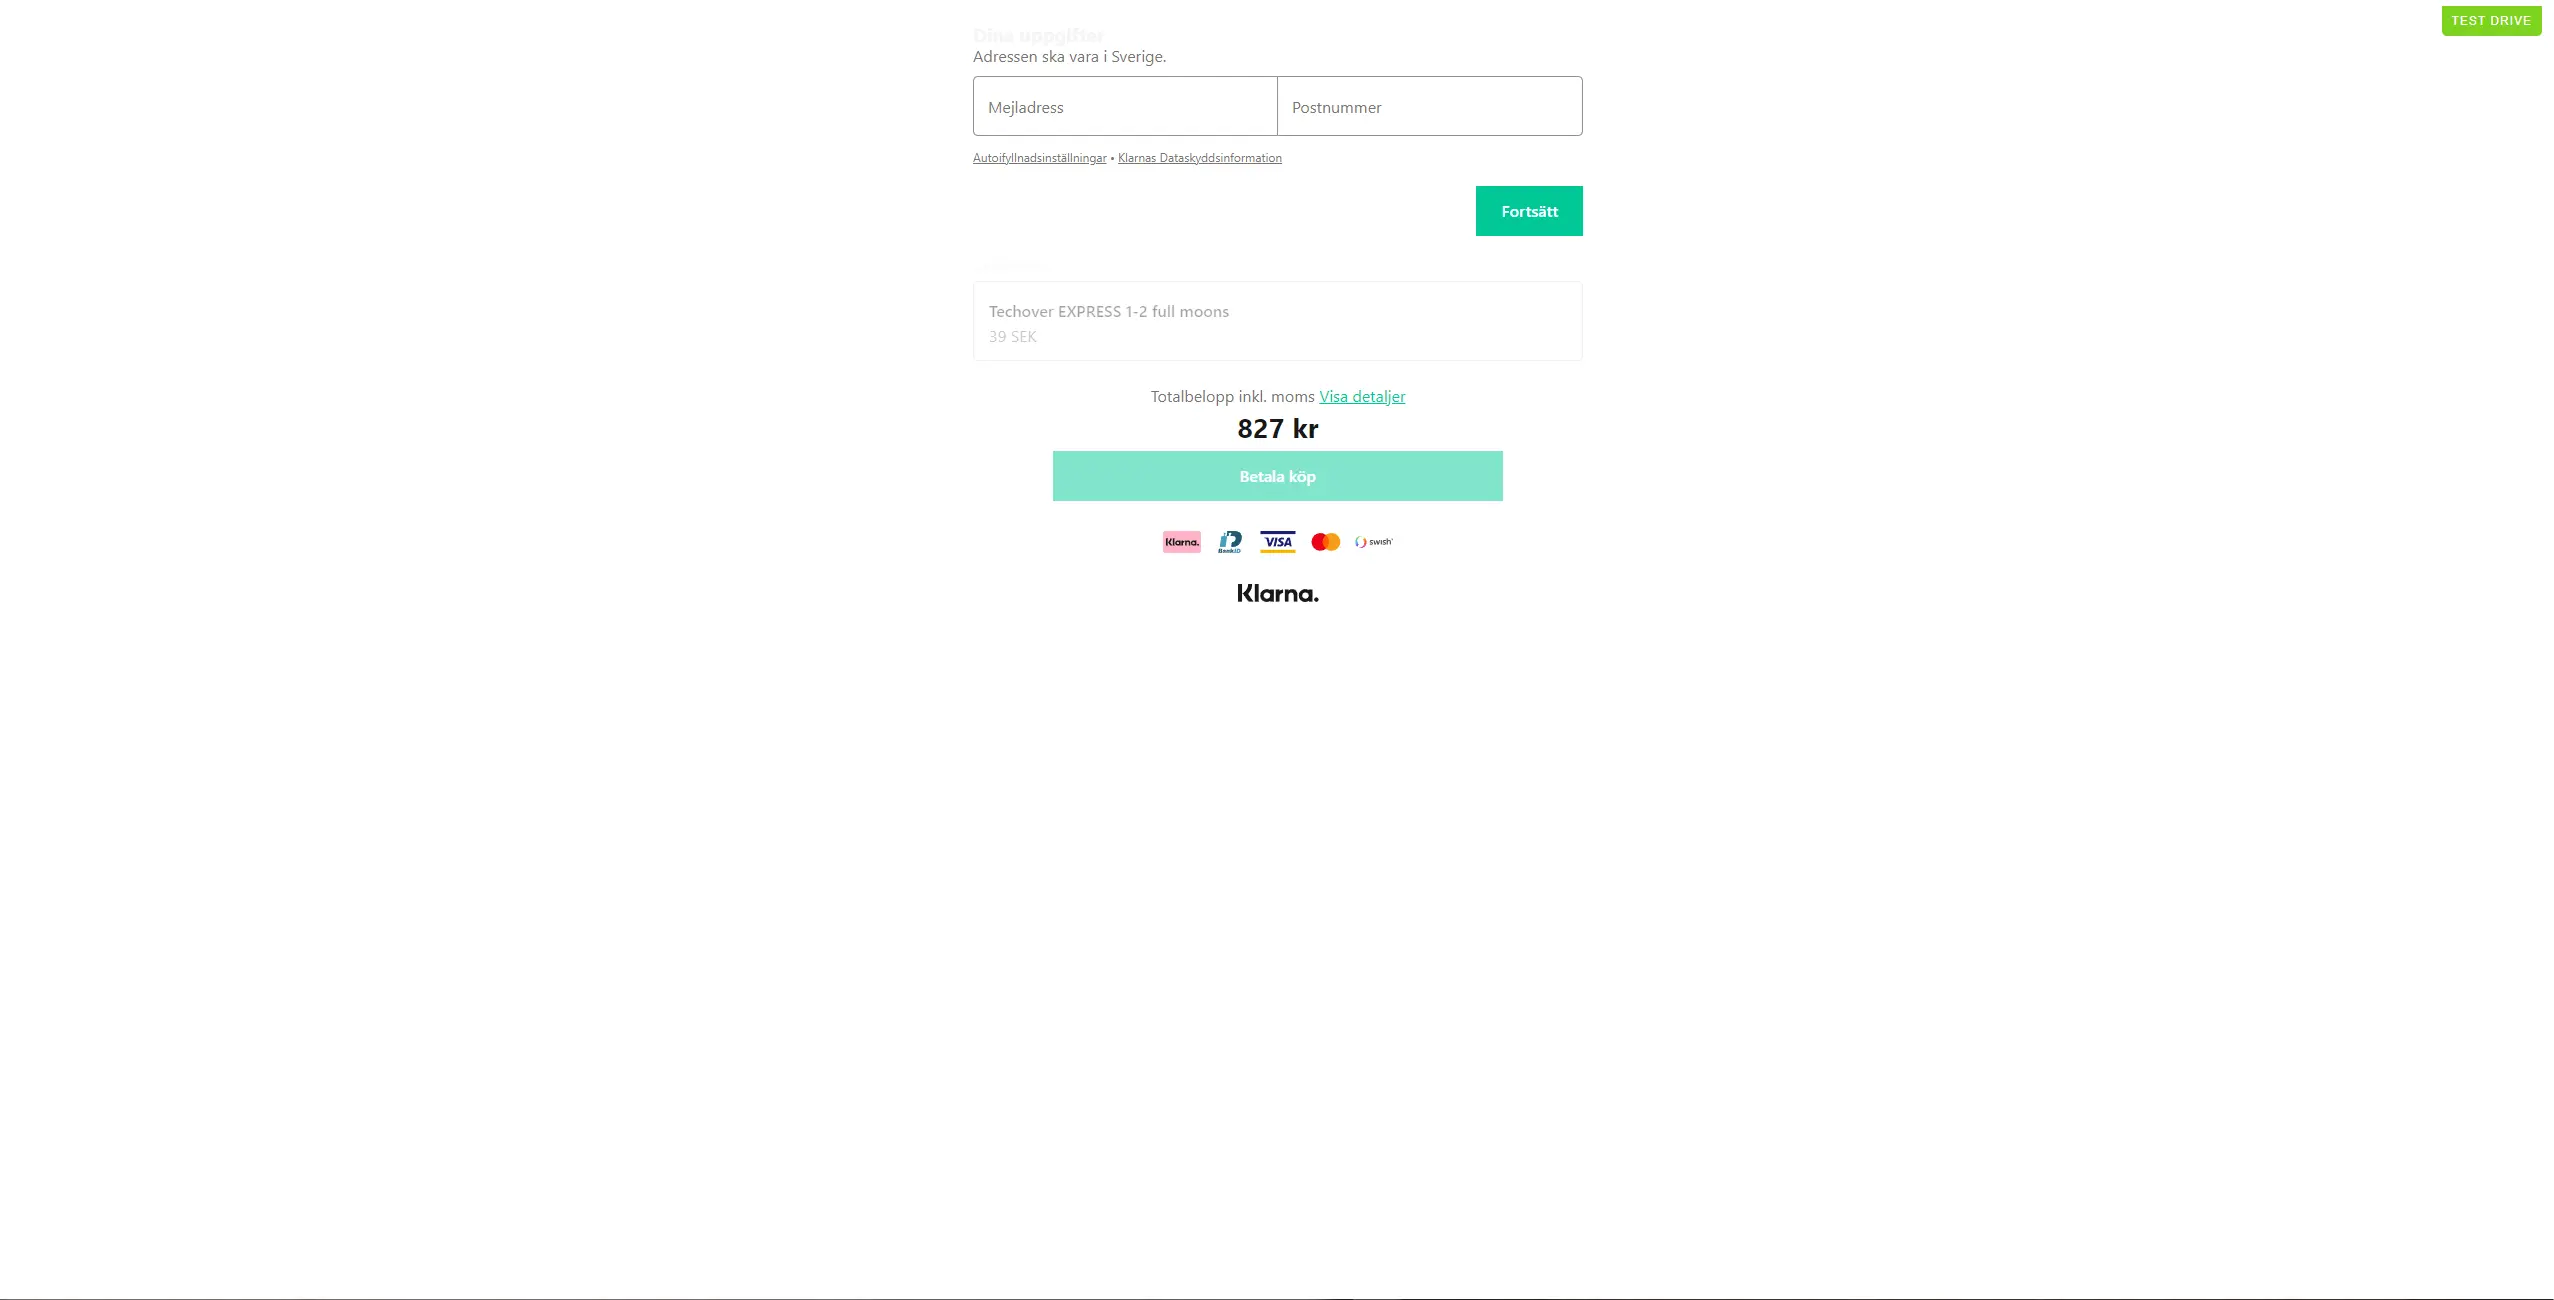 TEST DRIVE
Dina uppgifter
Adressen ska vara i Sverige.
Mejladress
Postnummer
Autoifyllnadsinställningar • Klarnas Dataskyddsinformation
Fortsätt
Techover EXPRESS 1-2 full moons
39 SEK
Totalbelopp inkl. moms Visa detaljer
827 kr
Betala köp
Klarna. BankID VISA swish
Klarna.